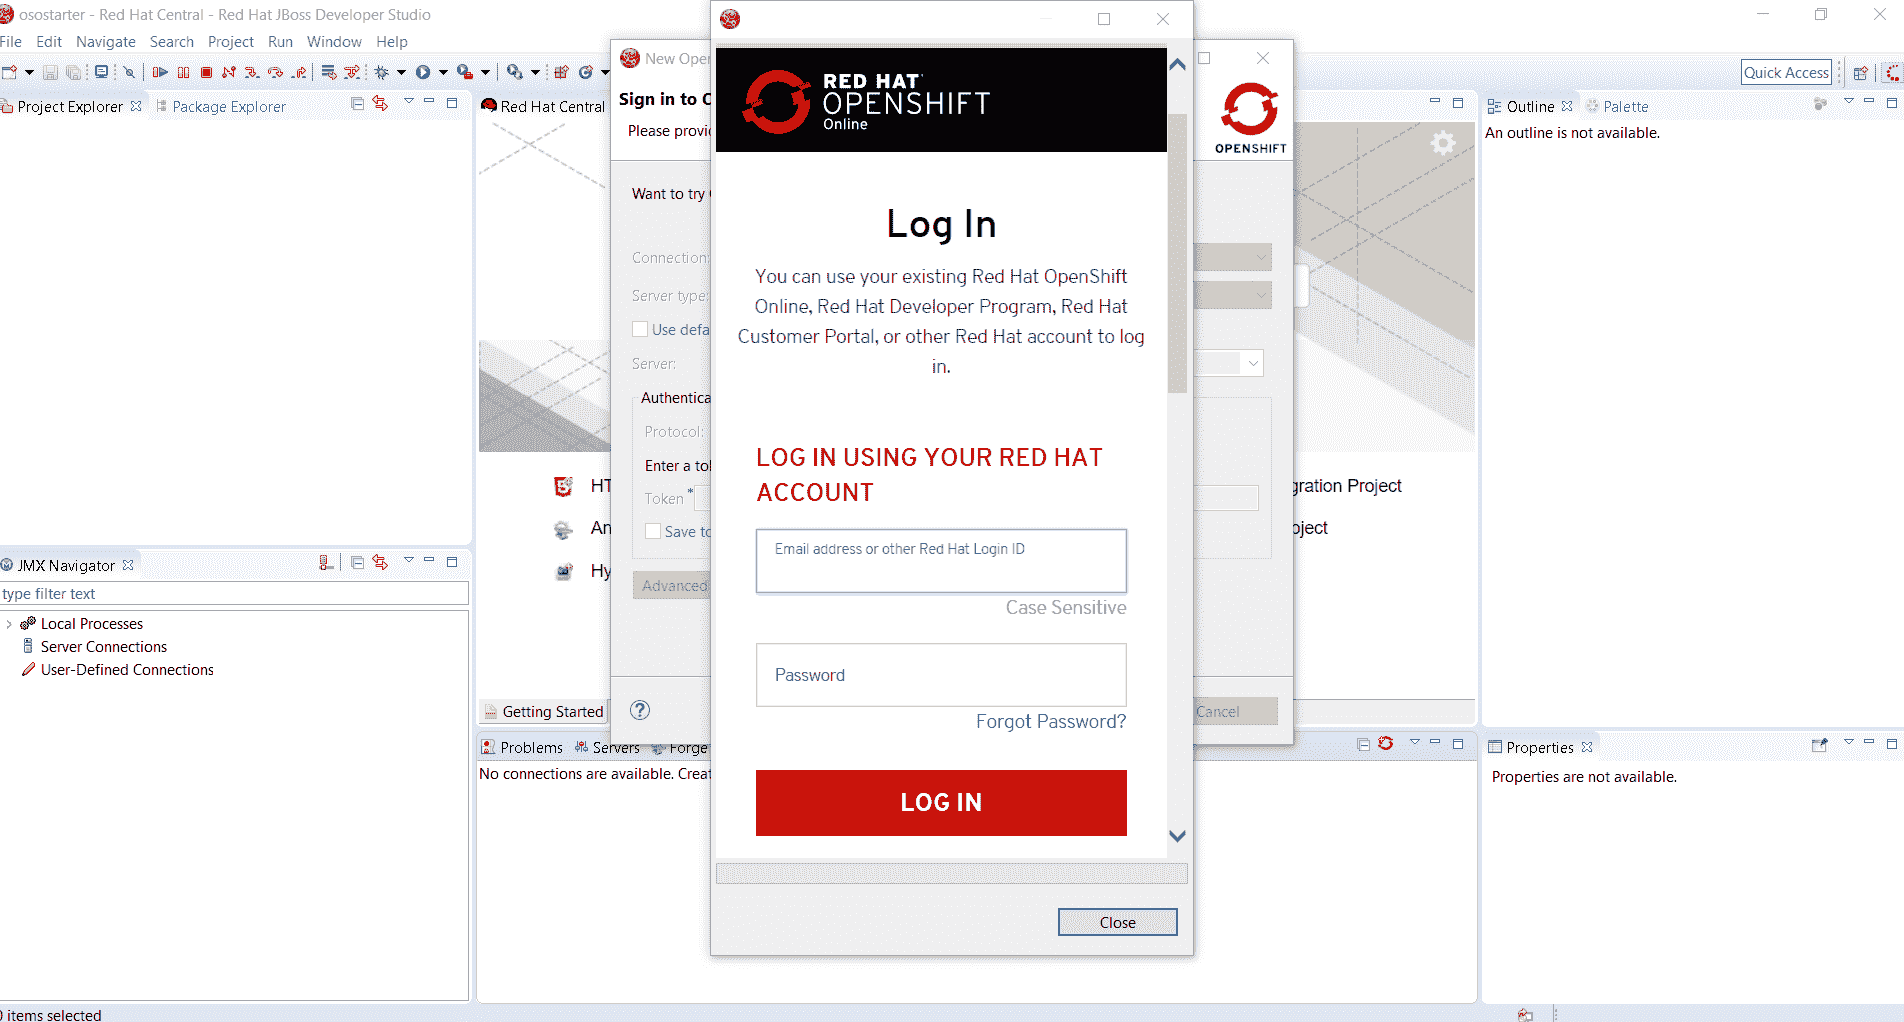 osostarter - Red Hat Central - Red Hat JBoss Developer Studio
File Edit Navigate Search Project Run Window Help
Quick Access
Project Explorer
Package Explorer
Red Hat Central
Outline
Palette
An outline is not available.
New Open
Sign in to O
Please provi
OPENSHIFT
Want to try
Connection:
Server type:
Use defa
Server:
Authentica
Protocol:
Enter a to
Token *
Save to
Advanced
Cancel
RED HAT
OPENSHIFT
Online
Log In
You can use your existing Red Hat OpenShift
Online, Red Hat Developer Program, Red Hat
Customer Portal, or other Red Hat account to log
in.
LOG IN USING YOUR RED HAT
ACCOUNT
Email address or other Red Hat Login ID
Case Sensitive
Password
Forgot Password?
LOG IN
Close
HT
An
Hy
gration Project
oject
Getting Started
JMX Navigator
type filter text
Local Processes
Server Connections
User-Defined Connections
Problems
Servers
Forge
No connections are available. Creat
Properties
Properties are not available.
0 items selected